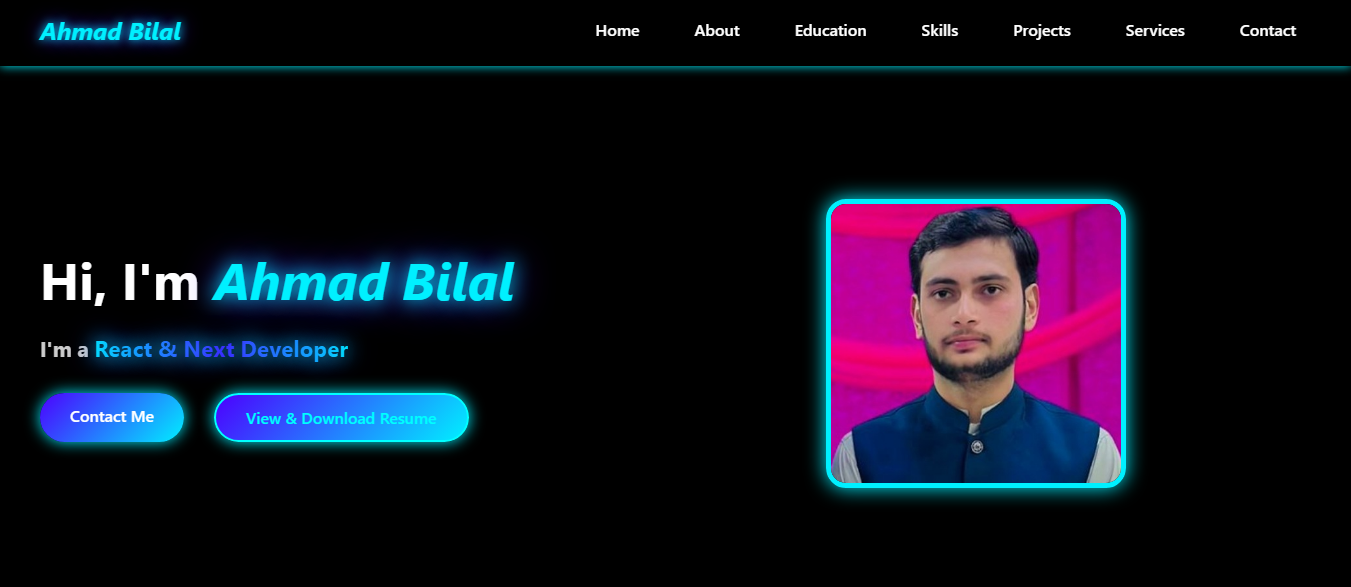 Ahmad Bilal
Home About Education Skills Projects Services Contact
Hi, I'm Ahmad Bilal
I'm a React & Next Developer
Contact Me
View & Download Resume